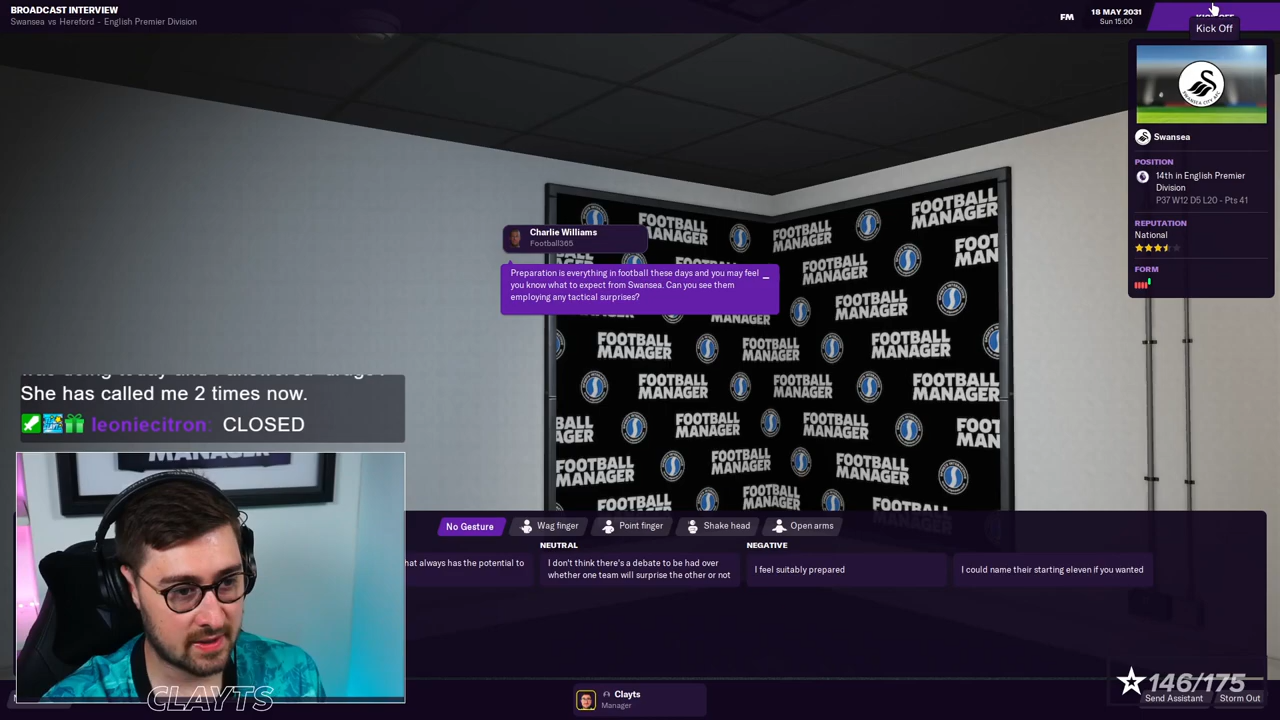 BROADCAST INTERVIEW
Swansea vs Hereford - English Premier Division
FM
18 MAY 2031
Sun 15:00
Kick Off
Swansea
POSITION
14th in English Premier
Division
P37 W12 D5 L20 - Pts 41
REPUTATION
National
FORM
Charlie Williams
Football365
Preparation is everything in football these days and you may feel
you know what to expect from Swansea. Can you see them
employing any tactical surprises?
FOOTBALL MANAGER
She has called me 2 times now.
leoniecitron: CLOSED
MANAGER
No Gesture
Wag finger
Point finger
Shake head
Open arms
NEUTRAL
NEGATIVE
that always has the potential to
I don't think there's a debate to be had over
whether one team will surprise the other or not
I feel suitably prepared
I could name their starting eleven if you wanted
CLAYTS
Clayts
Manager
146/175
Send Assistant
Storm Out